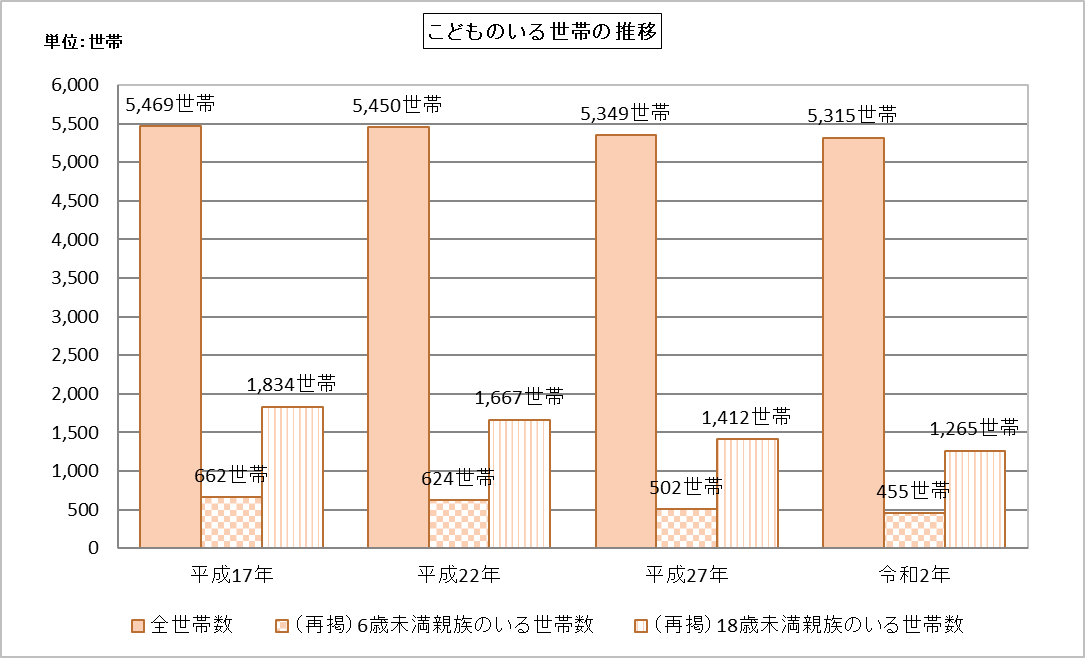 こどものいる世帯の推移
単位：世帯
6,000
5,500
5,000
4,500
4,000
3,500
3,000
2,500
2,000
1,500
1,000
500
0
5,469世帯
662世帯
1,834世帯
5,450世帯
624世帯
1,667世帯
5,349世帯
502世帯
1,412世帯
5,315世帯
455世帯
1,265世帯
平成17年 平成22年 平成27年 令和2年
全世帯数 （再掲）6歳未満親族のいる世帯数 （再掲）18歳未満親族のいる世帯数